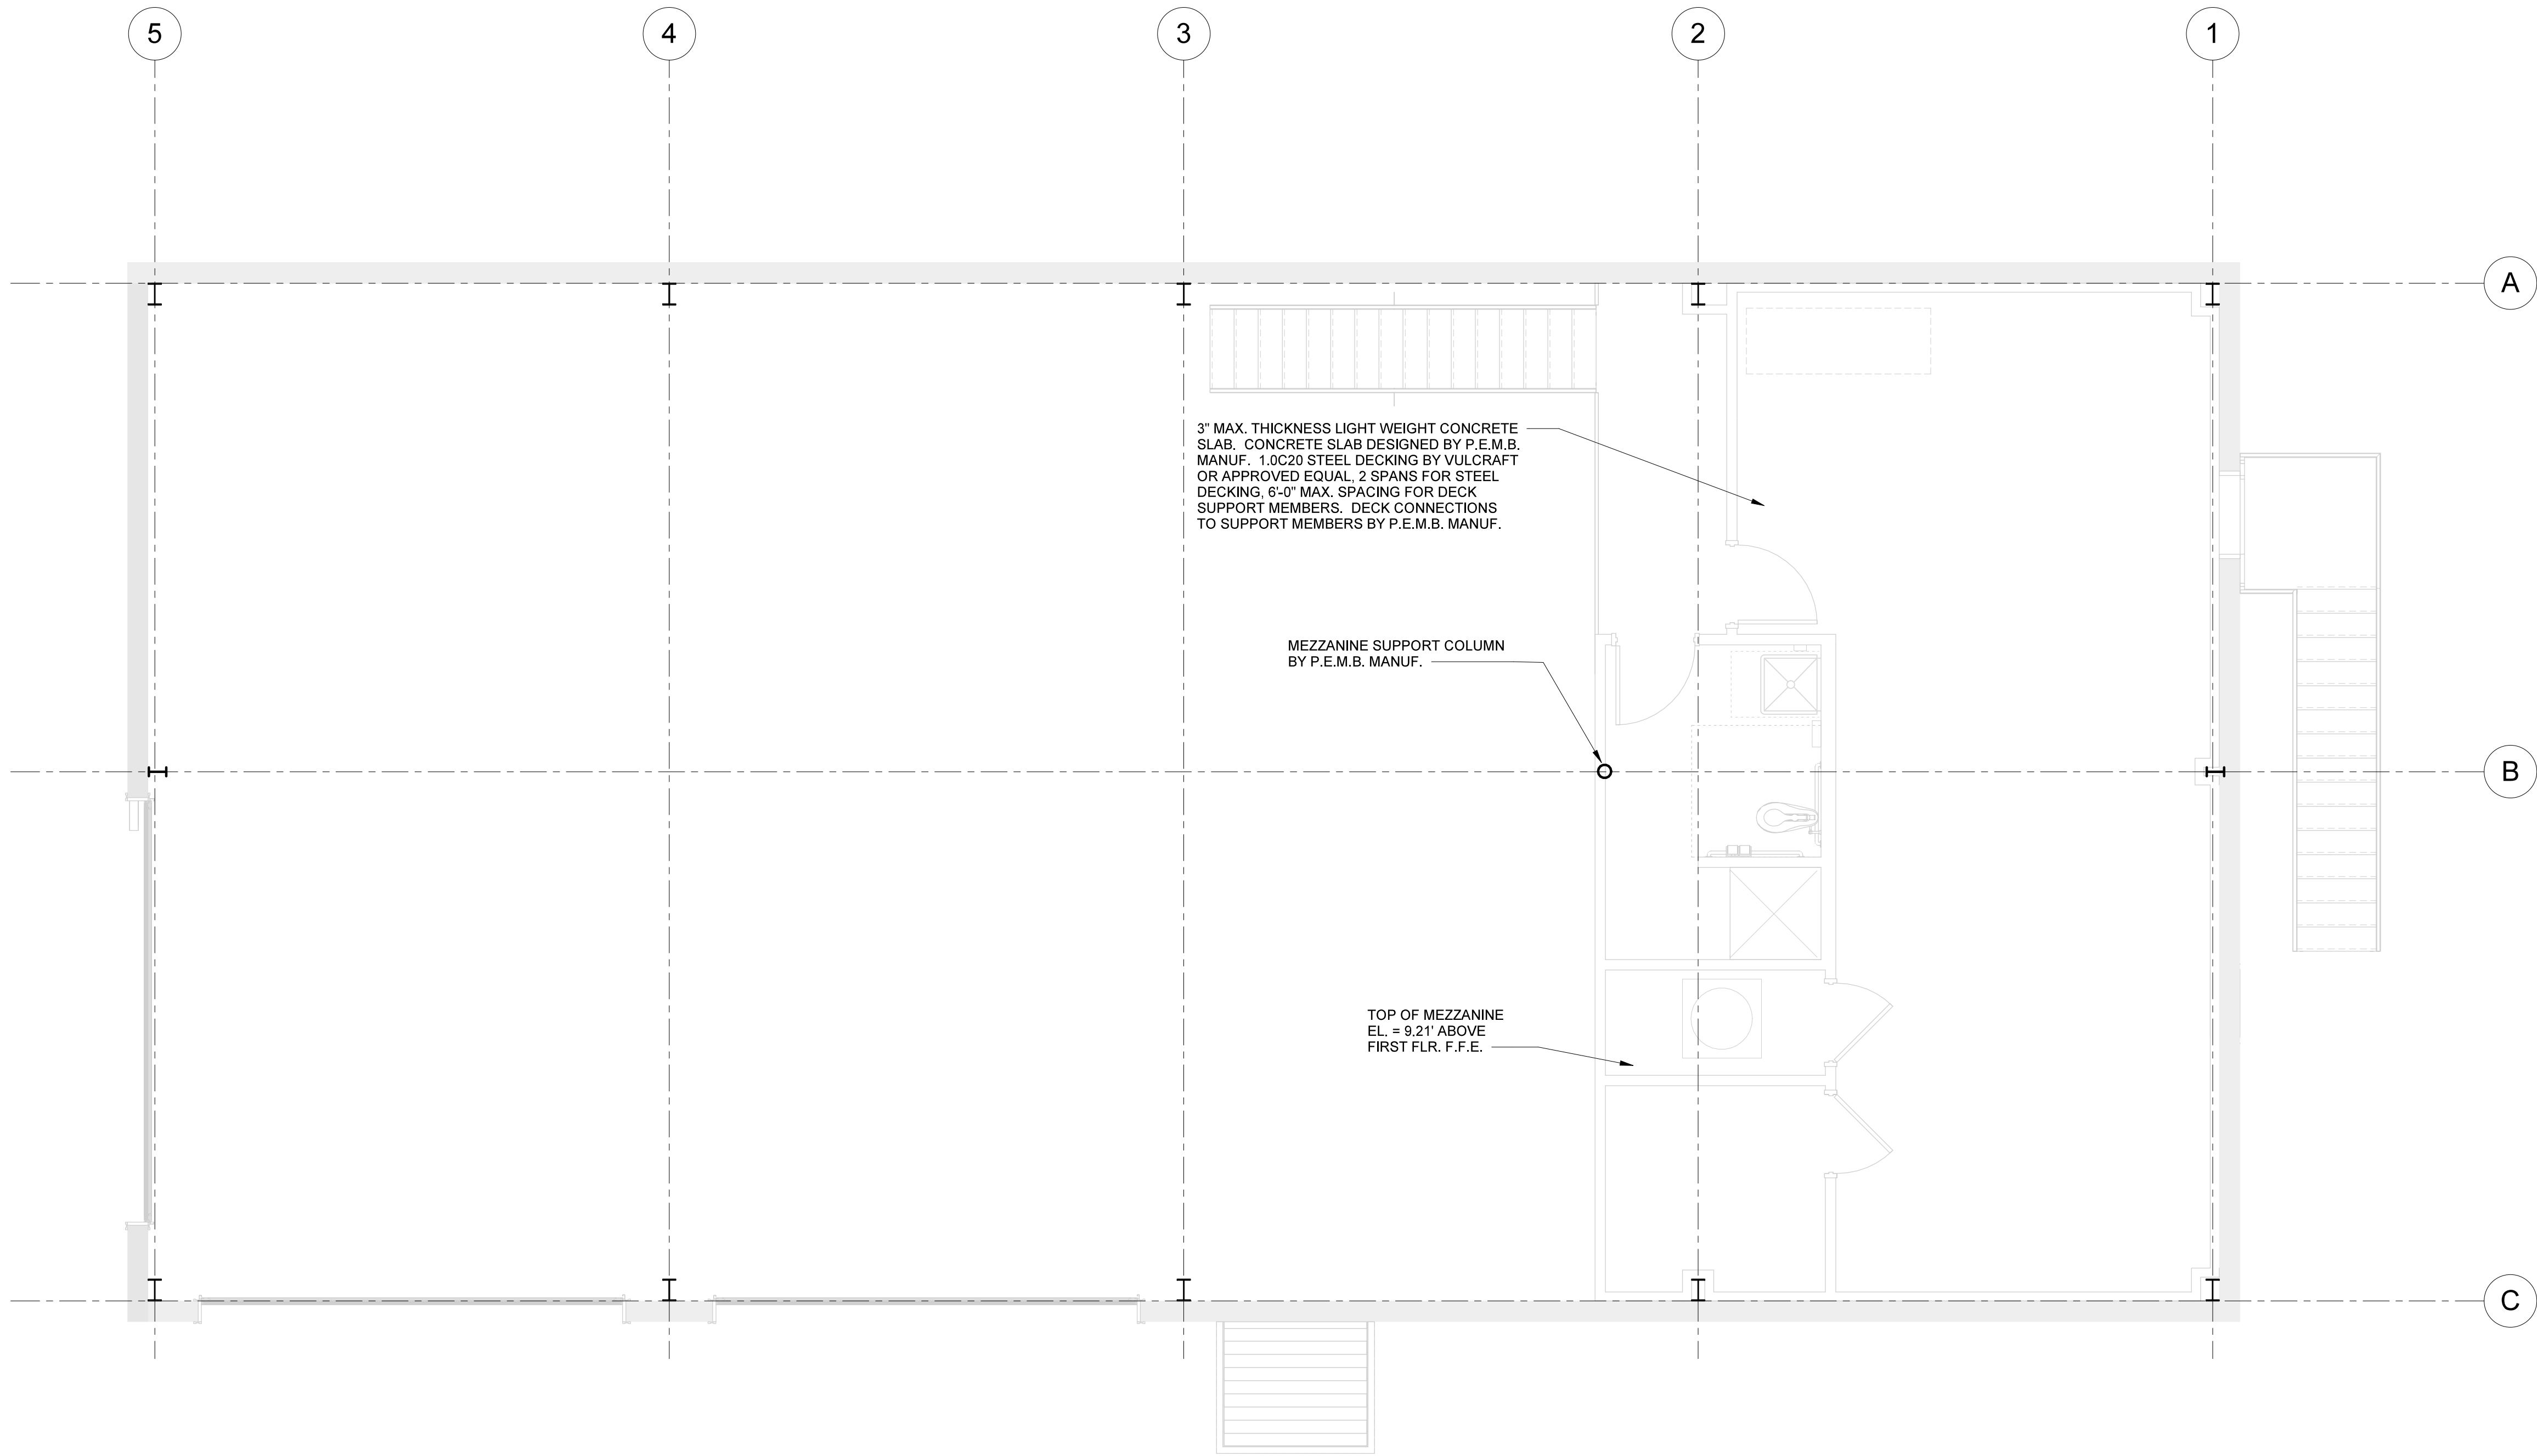 5
4
3
2
1
A
3" MAX. THICKNESS LIGHT WEIGHT CONCRETE
SLAB.  CONCRETE SLAB DESIGNED BY P.E.M.B.
MANUF.  1.0C20 STEEL DECKING BY VULCRAFT
OR APPROVED EQUAL, 2 SPANS FOR STEEL
DECKING, 6'-0" MAX. SPACING FOR DECK
SUPPORT MEMBERS.  DECK CONNECTIONS
TO SUPPORT MEMBERS BY P.E.M.B. MANUF.
MEZZANINE SUPPORT COLUMN
BY P.E.M.B. MANUF.
B
TOP OF MEZZANINE
EL. = 9.21' ABOVE
FIRST FLR. F.F.E.
C